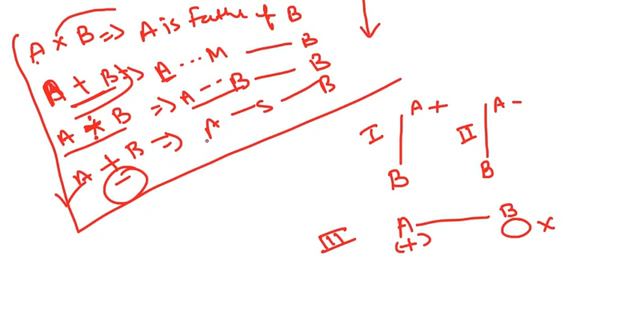 A × B => A is Father of B
A + B => A ... M — B
A * B => A -- B — B
A + B => A — S — B
−
I A + B
II A − B
III A (+) — B ×